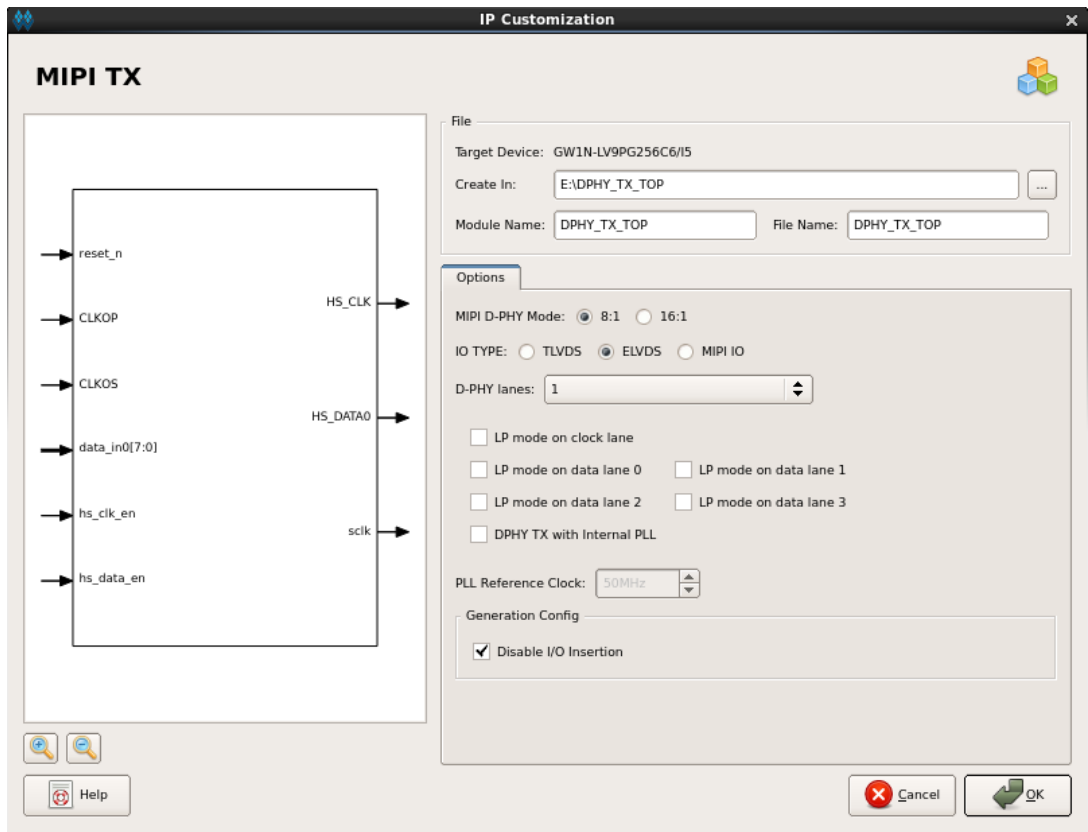 IP Customization
MIPI TX
reset_n
CLKOP
CLKOS
data_in0[7:0]
hs_clk_en
hs_data_en
HS_CLK
HS_DATA0
sclk
File
Target Device: GW1N-LV9PG256C6/I5
Create In: E:\DPHY_TX_TOP ...
Module Name: DPHY_TX_TOP File Name: DPHY_TX_TOP
Options
MIPI D-PHY Mode: 8:1 16:1
IO TYPE: TLVDS ELVDS MIPI IO
D-PHY lanes: 1
LP mode on clock lane
LP mode on data lane 0 LP mode on data lane 1
LP mode on data lane 2 LP mode on data lane 3
DPHY TX with Internal PLL
PLL Reference Clock: 50MHz
Generation Config
Disable I/O Insertion
Help Cancel OK